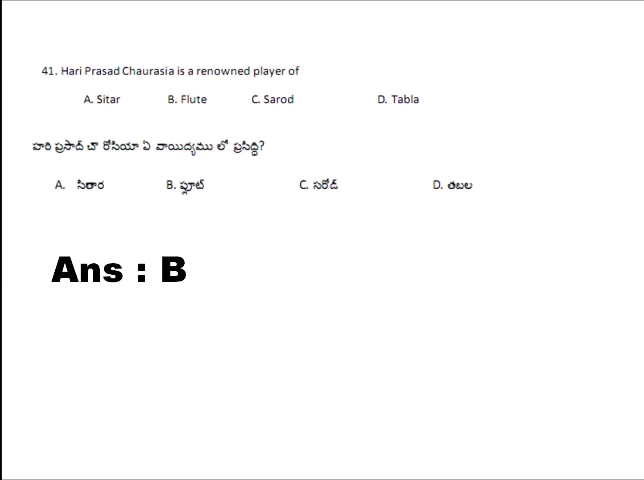 41. Hari Prasad Chaurasia is a renowned player of
A. Sitar B. Flute C. Sarod D. Tabla
హరి ప్రసాద్ చౌ రోసియా ఏ వాయిద్యము లో ప్రసిద్ధి?
A. సితార B. ఫ్లూట్ C. సరోడ్ D. తబల
Ans : B